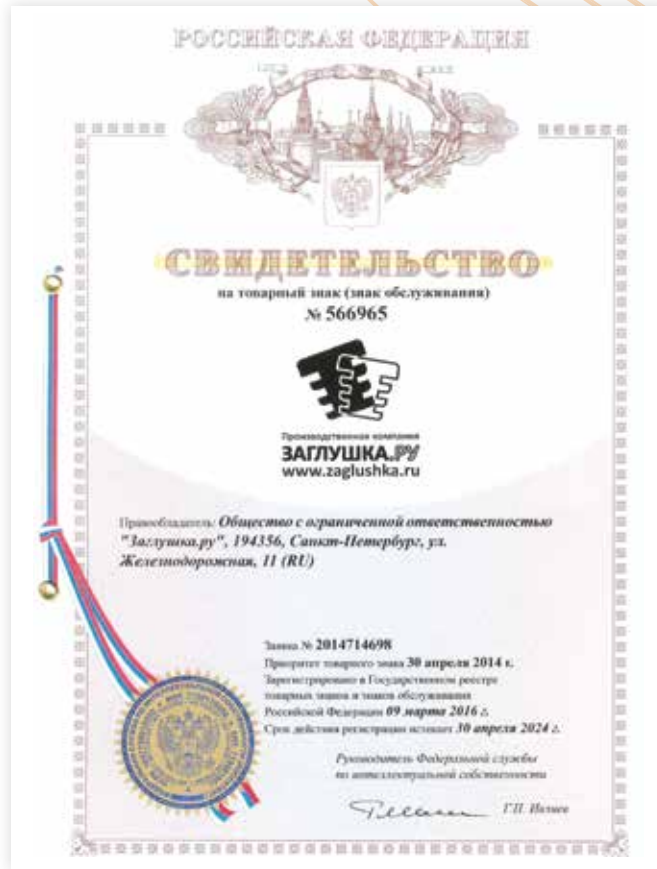 РОССИЙСКАЯ ФЕДЕРАЦИЯ
СВИДЕТЕЛЬСТВО
на товарный знак (знак обслуживания)
№ 566965
Производственная компания
ЗАГЛУШКА.РУ
www.zaglushka.ru
Правообладатель: Общество с ограниченной ответственностью
"Заглушка.ру", 194356, Санкт-Петербург, ул.
Железнодорожная, 11 (RU)
Заявка № 2014714698
Приоритет товарного знака 30 апреля 2014 г.
Зарегистрировано в Государственном реестре
товарных знаков и знаков обслуживания
Российской Федерации 09 марта 2016 г.
Срок действия регистрации истекает 30 апреля 2024 г.
Руководитель Федеральной службы
по интеллектуальной собственности
Г.П. Ивлиев